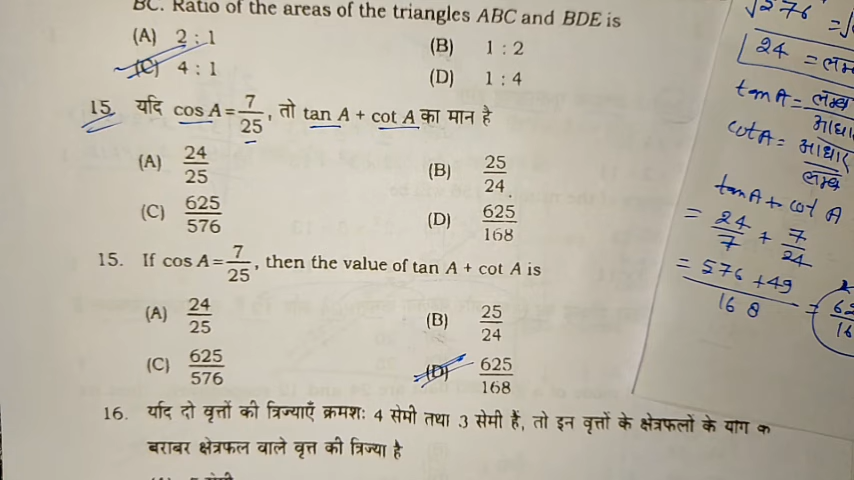 BC. Ratio of the areas of the triangles ABC and BDE is
(A) 2 : 1
(B) 1 : 2
(C) 4 : 1
(D) 1 : 4
15. यदि cos A = 7/25, तो tan A + cot A का मान है
(A) 24/25
(B) 25/24
(C) 625/576
(D) 625/168
15. If cos A = 7/25, then the value of tan A + cot A is
(A) 24/25
(B) 25/24
(C) 625/576
(D) 625/168
16. यदि दो वृत्तों की त्रिज्याएँ क्रमशः 4 सेमी तथा 3 सेमी हैं, तो इन वृत्तों के क्षेत्रफलों के योग
बराबर क्षेत्रफल वाले वृत्त की त्रिज्या है
√576 =
24 = लम्ब
tan A = लम्ब/आधार
cot A = आधार/लम्ब
tan A + cot A
= 24/7 + 7/24
= 576 + 49/168 =